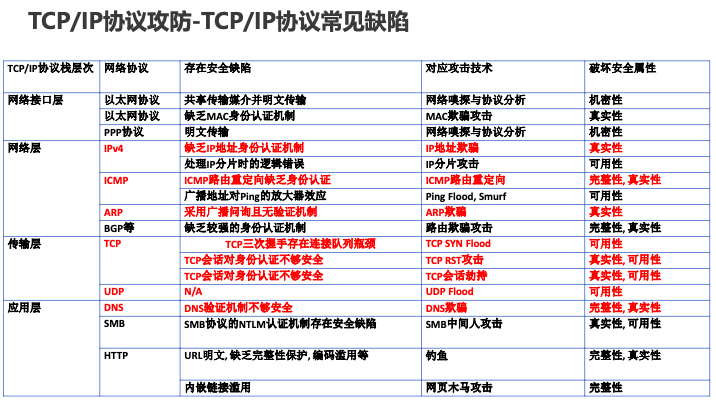 TCP/IP协议攻防-TCP/IP协议常见缺陷
TCP/IP协议栈层次 网络协议 存在安全缺陷 对应攻击技术 破坏安全属性
网络接口层 以太网协议 共享传输媒介并明文传输 网络嗅探与协议分析 机密性
以太网协议 缺乏MAC身份认证机制 MAC欺骗攻击 真实性
PPP协议 明文传输 网络嗅探与协议分析 机密性
网络层 IPv4 缺乏IP地址身份认证机制 IP地址欺骗 真实性
处理IP分片时的逻辑错误 IP分片攻击 可用性
ICMP ICMP路由重定向缺乏身份认证 ICMP路由重定向 完整性, 真实性
广播地址对Ping的放大器效应 Ping Flood, Smurf 可用性
ARP 采用广播问询且无验证机制 ARP欺骗 真实性
BGP等 缺乏较强的身份认证机制 路由欺骗攻击 完整性, 真实性
传输层 TCP TCP三次握手存在连接队列瓶颈 TCP SYN Flood 可用性
TCP会话对身份认证不够安全 TCP RST攻击 真实性, 可用性
TCP会话对身份认证不够安全 TCP会话劫持 真实性, 可用性
UDP N/A UDP Flood 可用性
应用层 DNS DNS验证机制不够安全 DNS欺骗 完整性, 真实性
SMB SMB协议的NTLM认证机制存在安全缺陷 SMB中间人攻击 真实性, 可用性
HTTP URL明文, 缺乏完整性保护, 编码滥用等 钓鱼 完整性, 真实性
内嵌链接滥用 网页木马攻击 完整性